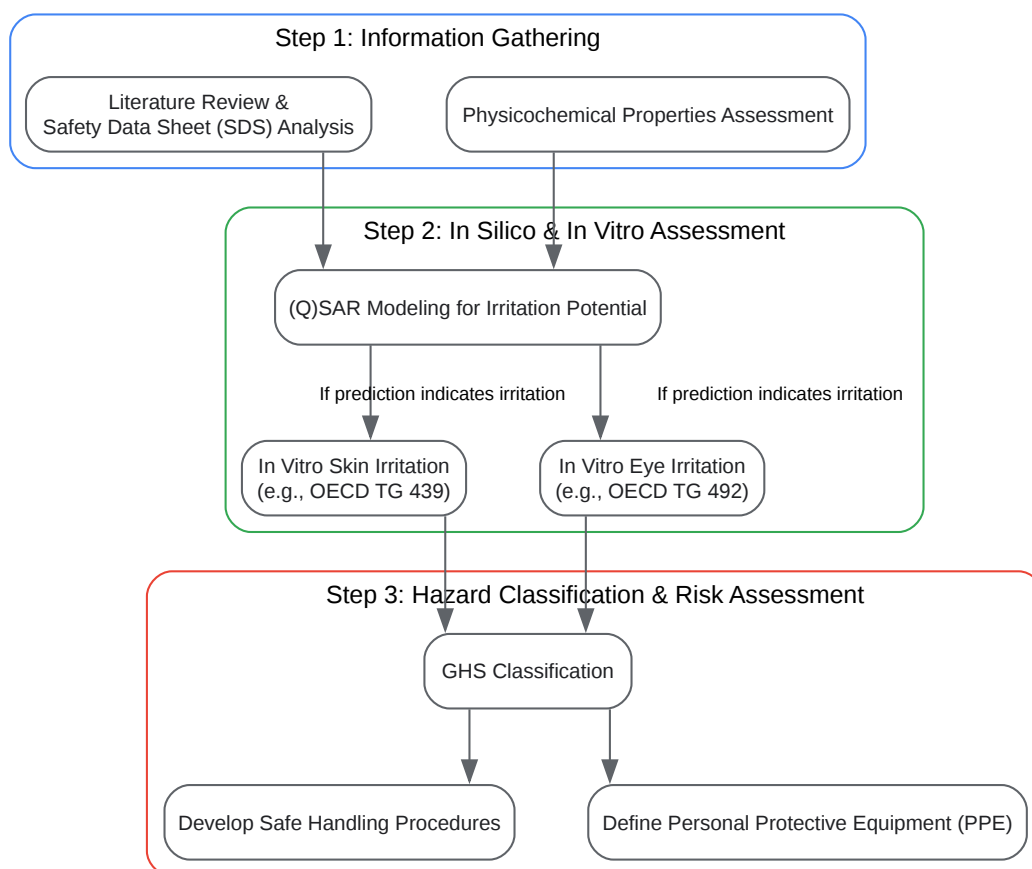 Step 1: Information Gathering
Literature Review &
Safety Data Sheet (SDS) Analysis
Physicochemical Properties Assessment
Step 2: In Silico & In Vitro Assessment
(Q)SAR Modeling for Irritation Potential
If prediction indicates irritation
If prediction indicates irritation
In Vitro Skin Irritation
(e.g., OECD TG 439)
In Vitro Eye Irritation
(e.g., OECD TG 492)
Step 3: Hazard Classification & Risk Assessment
GHS Classification
Develop Safe Handling Procedures
Define Personal Protective Equipment (PPE)